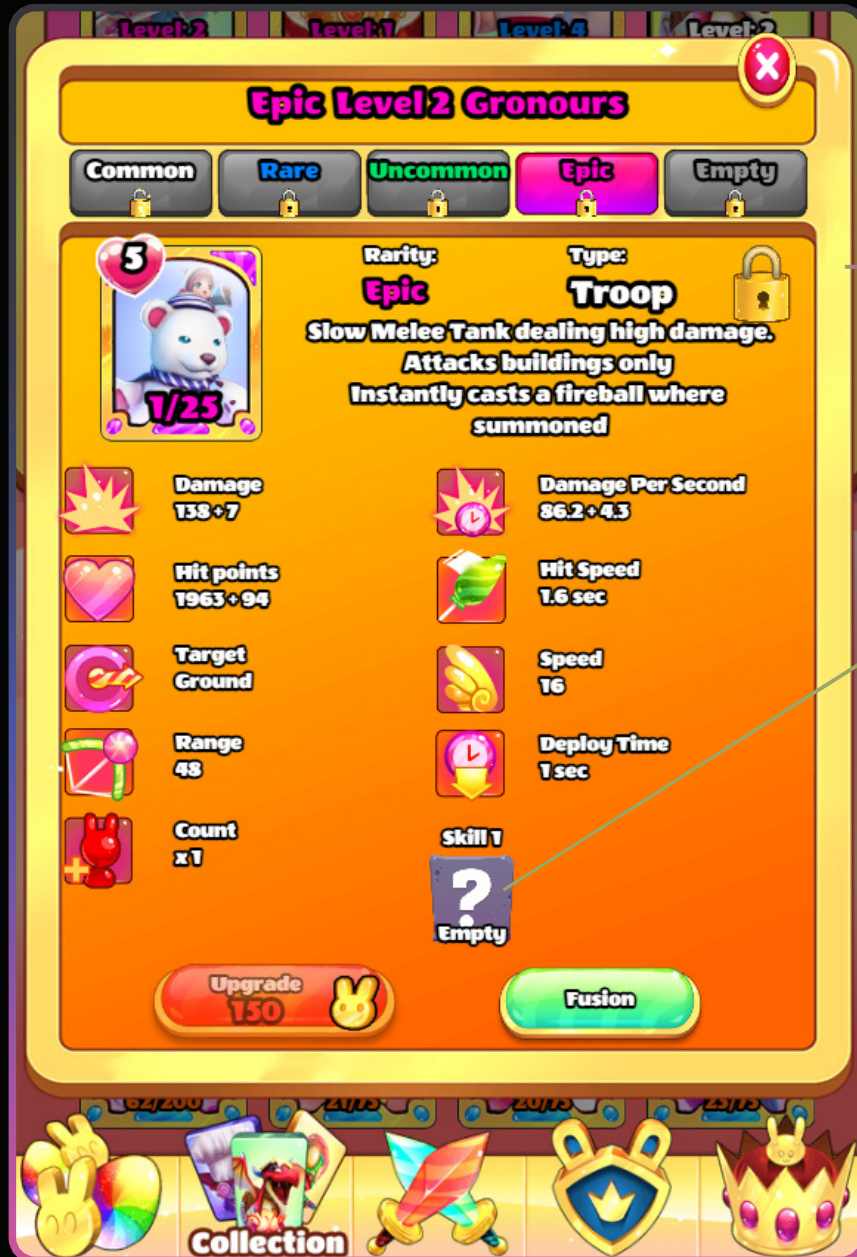 Level:2 Level:1 Level:4 Level:2
X
Epic Level 2 Gronours
Common Rare Uncommon Epic Empty
5
1/25
Rarity: Type:
Epic Troop
Slow Melee Tank dealing high damage.
Attacks buildings only
Instantly casts a fireball where
summoned
Damage
138+7
Damage Per Second
86.2+4.3
Hit points
1963+94
Hit Speed
1.6 sec
Target
Ground
Speed
16
Range
48
Deploy Time
1 sec
Count
x1
Skill 1
?
Empty
Upgrade
150
Fusion
62/200 21/75 20/75 23/75
Collection